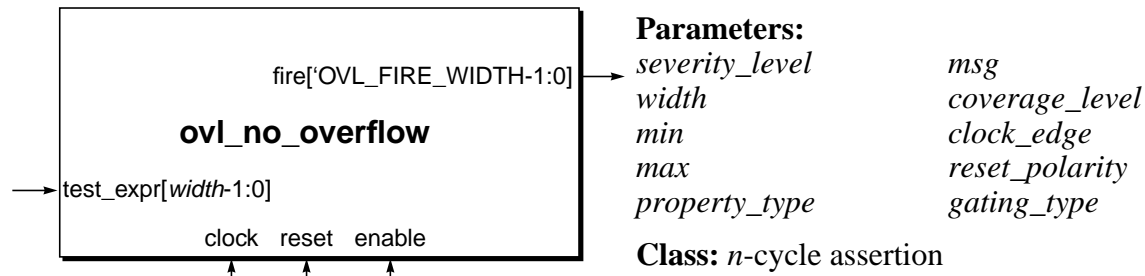 fire[‘OVL_FIRE_WIDTH-1:0]
ovl_no_overflow
test_expr[width-1:0]
clock reset enable
Parameters:
severity_level msg
width coverage_level
min clock_edge
max reset_polarity
property_type gating_type
Class: n-cycle assertion